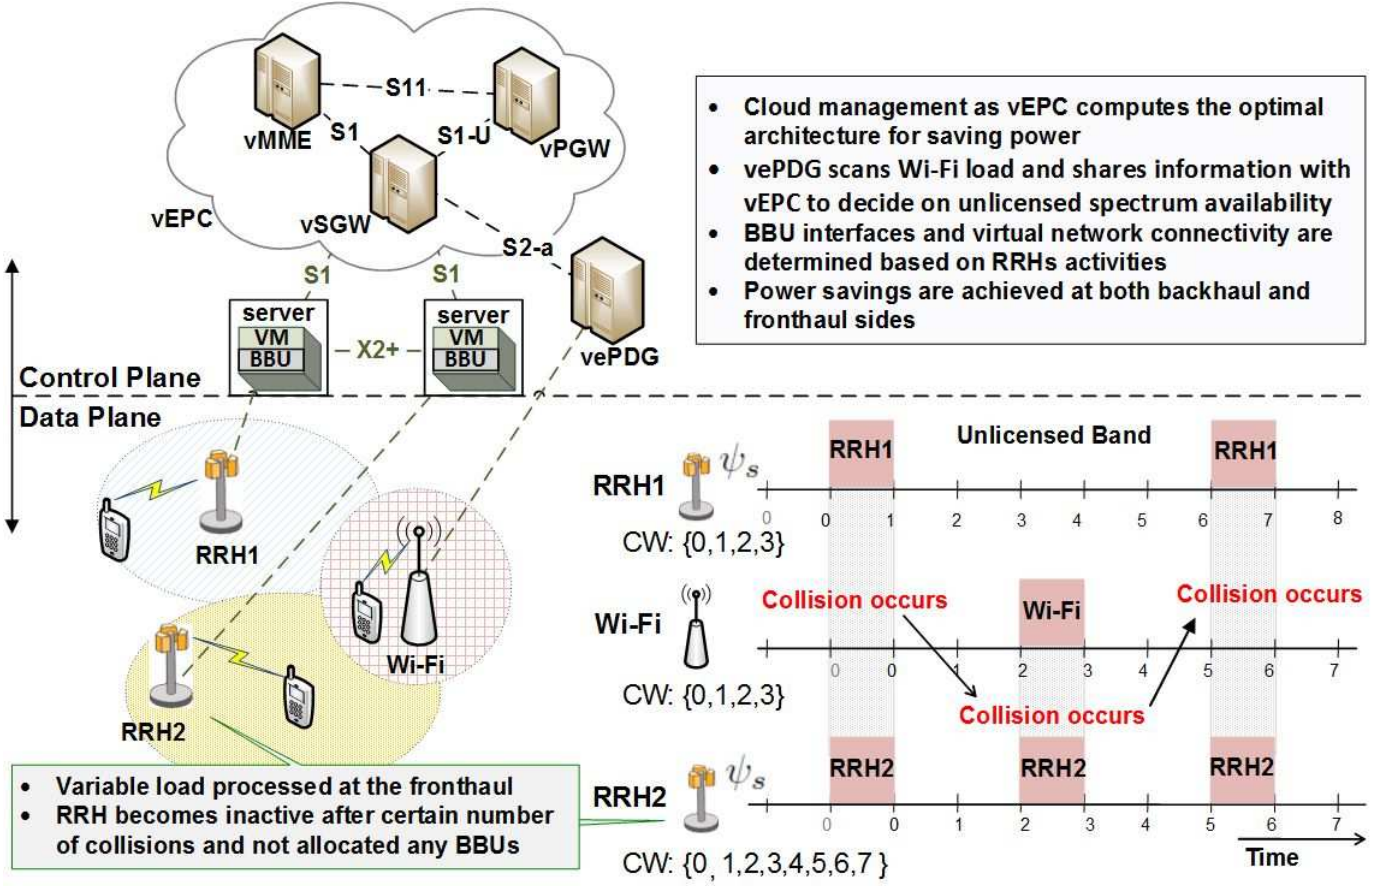 S11
vMME
S1
S1-U
vPGW
vEPC
vSGW
S2-a
S1
S1
server
VM
BBU
X2+
server
VM
BBU
vePDG
Control Plane
Data Plane
• Cloud management as vEPC computes the optimal
architecture for saving power
• vePDG scans Wi-Fi load and shares information with
vEPC to decide on unlicensed spectrum availability
• BBU interfaces and virtual network connectivity are
determined based on RRHs activities
• Power savings are achieved at both backhaul and
fronthaul sides
RRH1
Wi-Fi
RRH2
• Variable load processed at the fronthaul
• RRH becomes inactive after certain number
of collisions and not allocated any BBUs
Unlicensed Band
RRH1
RRH1
RRH1 ψs
0 0 1 2 3 4 5 6 7 8
CW: {0,1,2,3}
Collision occurs
Wi-Fi
Collision occurs
Wi-Fi
0 0 1 2 3 4 5 6 7
CW: {0,1,2,3}
Collision occurs
RRH2
RRH2
RRH2
RRH2 ψs
0 0 1 2 3 4 5 6 7
Time
CW: {0, 1,2,3,4,5,6,7 }